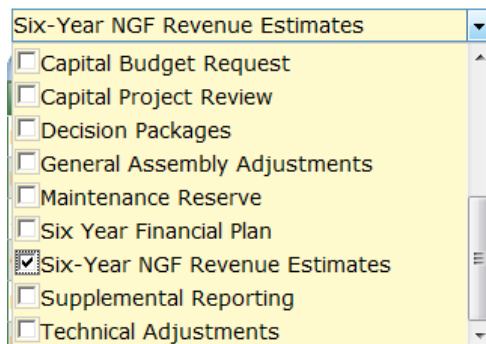 Six-Year NGF Revenue Estimates
Capital Budget Request
Capital Project Review
Decision Packages
General Assembly Adjustments
Maintenance Reserve
Six Year Financial Plan
Six-Year NGF Revenue Estimates
Supplemental Reporting
Technical Adjustments